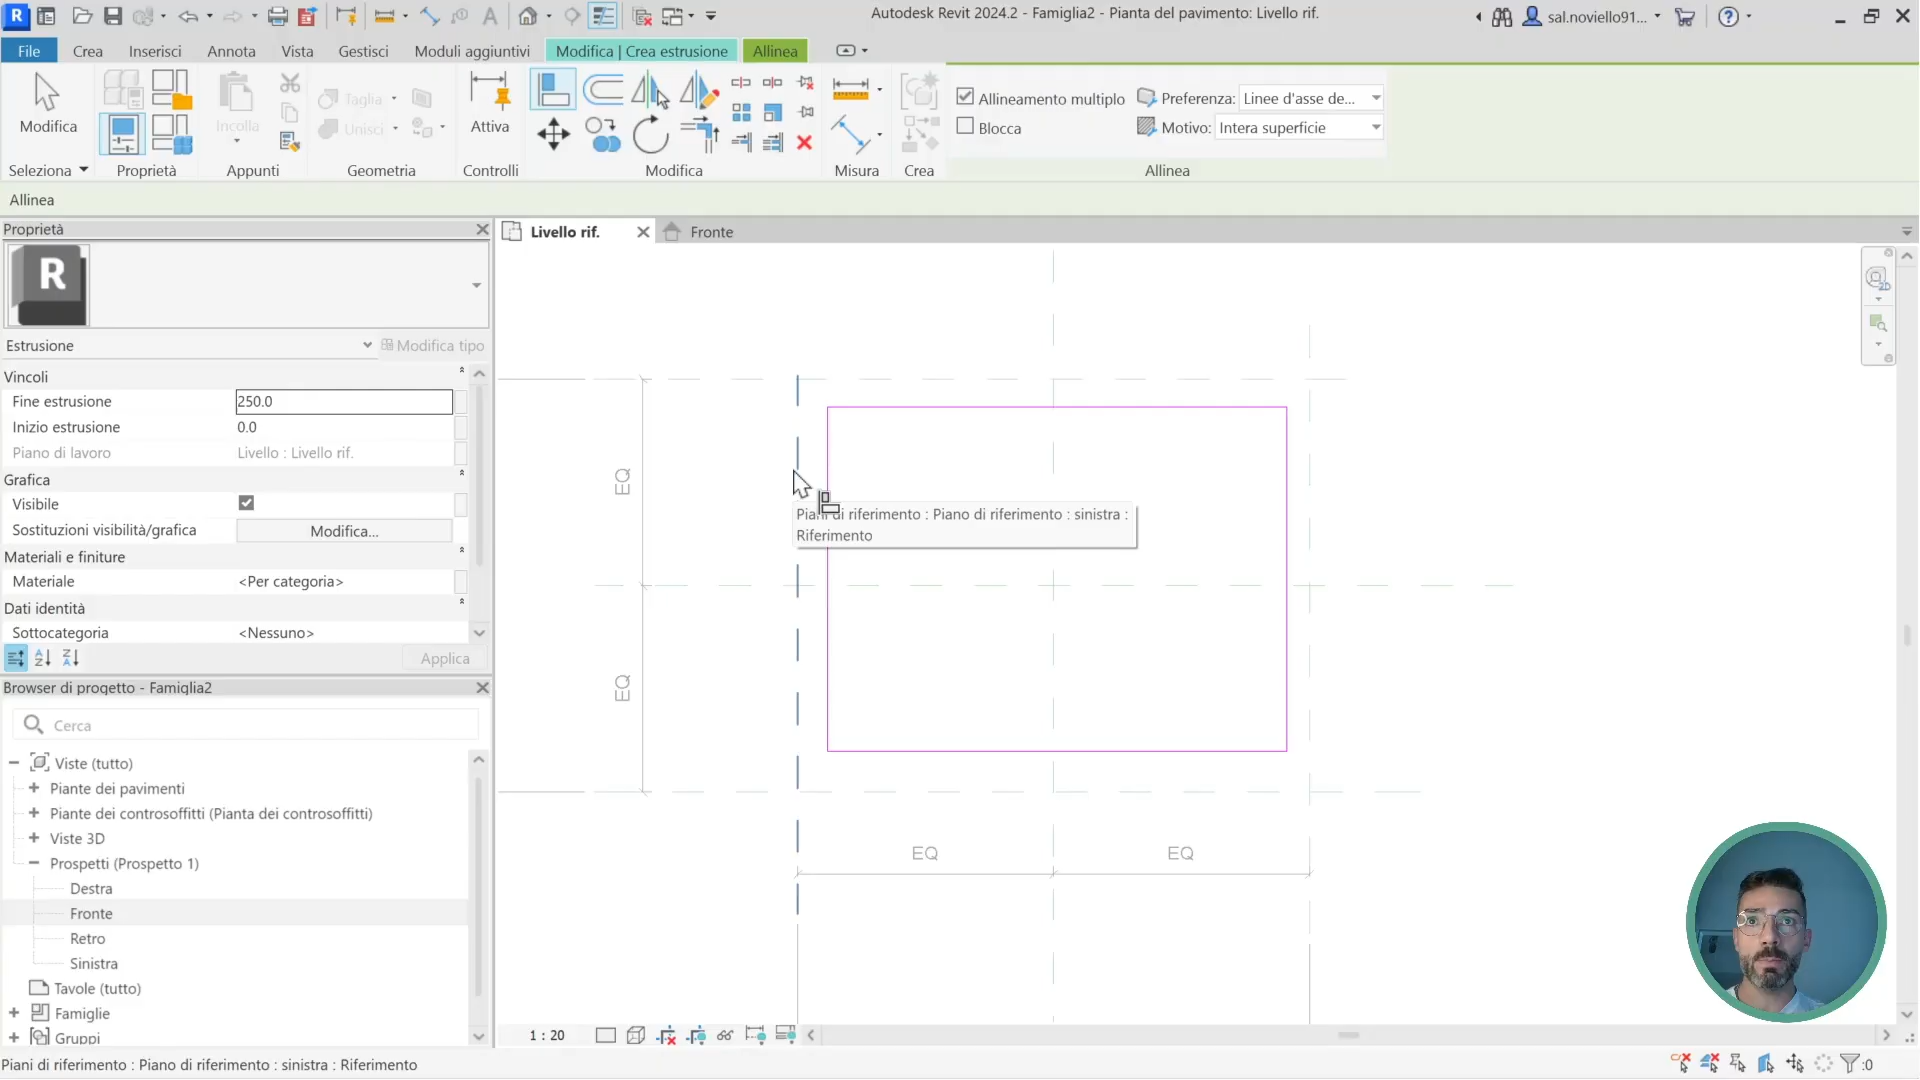 Autodesk Revit 2024.2 - Famiglia2 - Pianta del pavimento: Livello rif.
sal.noviello91...
File
Crea
Inserisci
Annota
Vista
Gestisci
Moduli aggiuntivi
Modifica | Crea estrusione
Allinea
Modifica
Incolla
Taglia
Unisci
Attiva
Allineamento multiplo
Blocca
Preferenza: Linee d'asse de...
Motivo: Intera superficie
Seleziona
Proprietà
Appunti
Geometria
Controlli
Modifica
Misura
Crea
Allinea
Allinea
Proprietà
R
Estrusione
Modifica tipo
Vincoli
Fine estrusione 250.0
Inizio estrusione 0.0
Piano di lavoro Livello : Livello rif.
Grafica
Visibile
Sostituzioni visibilità/grafica Modifica...
Materiali e finiture
Materiale <Per categoria>
Dati identità
Sottocategoria <Nessuno>
Applica
Browser di progetto - Famiglia2
Cerca
Viste (tutto)
Piante dei pavimenti
Piante dei controsoffitti (Pianta dei controsoffitti)
Viste 3D
Prospetti (Prospetto 1)
Destra
Fronte
Retro
Sinistra
Tavole (tutto)
Famiglie
Gruppi
Livello rif.
Fronte
EQ
EQ
Piani di riferimento : Piano di riferimento : sinistra :
Riferimento
EQ
EQ
1 : 20
Piani di riferimento : Piano di riferimento : sinistra : Riferimento
:0